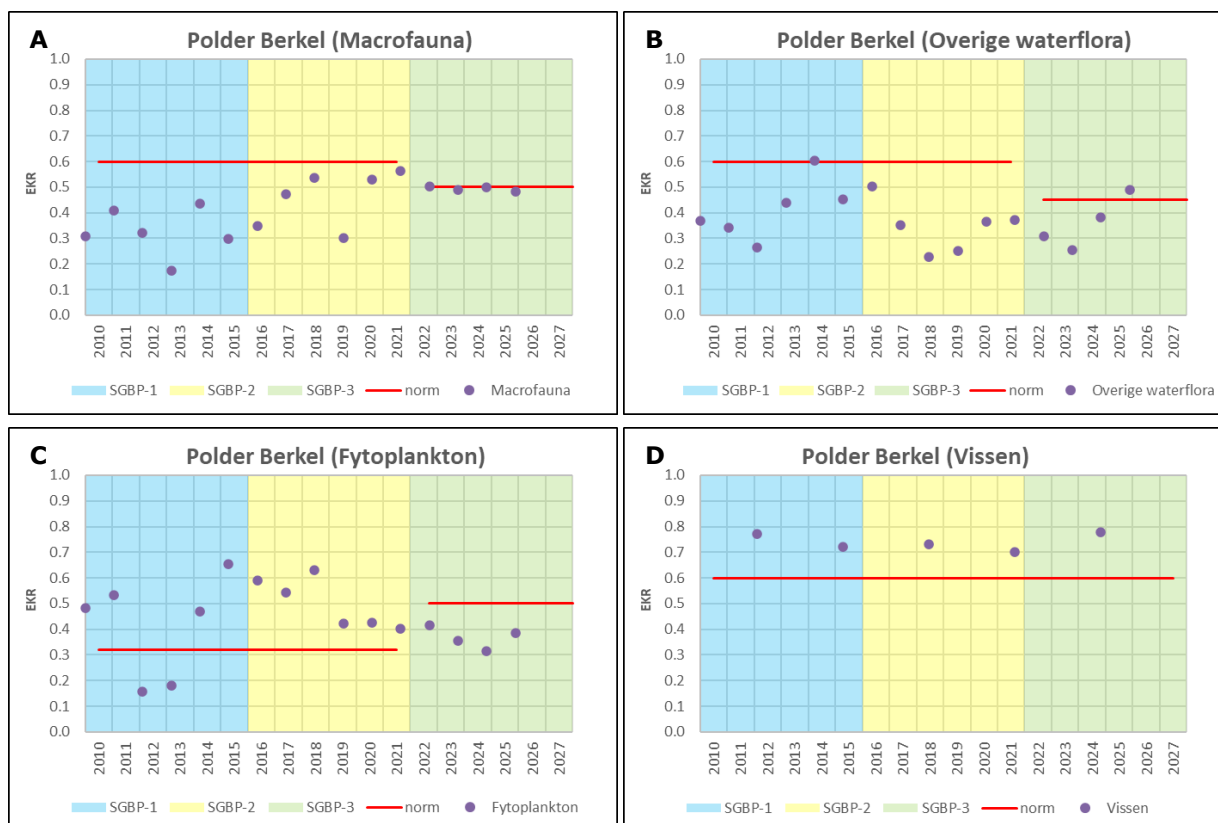 A
Polder Berkel (Macrofauna)
1.0
0.9
0.8
0.7
0.6
0.5
0.4
0.3
0.2
0.1
0.0
EKR
2010 2011 2012 2013 2014 2015 2016 2017 2018 2019 2020 2021 2022 2023 2024 2025 2026 2027
SGBP-1 SGBP-2 SGBP-3 norm Macrofauna
B
Polder Berkel (Overige waterflora)
1.0
0.9
0.8
0.7
0.6
0.5
0.4
0.3
0.2
0.1
0.0
EKR
2010 2011 2012 2013 2014 2015 2016 2017 2018 2019 2020 2021 2022 2023 2024 2025 2026 2027
SGBP-1 SGBP-2 SGBP-3 norm Overige waterflora
C
Polder Berkel (Fytoplankton)
1.0
0.9
0.8
0.7
0.6
0.5
0.4
0.3
0.2
0.1
0.0
EKR
2010 2011 2012 2013 2014 2015 2016 2017 2018 2019 2020 2021 2022 2023 2024 2025 2026 2027
SGBP-1 SGBP-2 SGBP-3 norm Fytoplankton
D
Polder Berkel (Vissen)
1.0
0.9
0.8
0.7
0.6
0.5
0.4
0.3
0.2
0.1
0.0
EKR
2010 2011 2012 2013 2014 2015 2016 2017 2018 2019 2020 2021 2022 2023 2024 2025 2026 2027
SGBP-1 SGBP-2 SGBP-3 norm Vissen